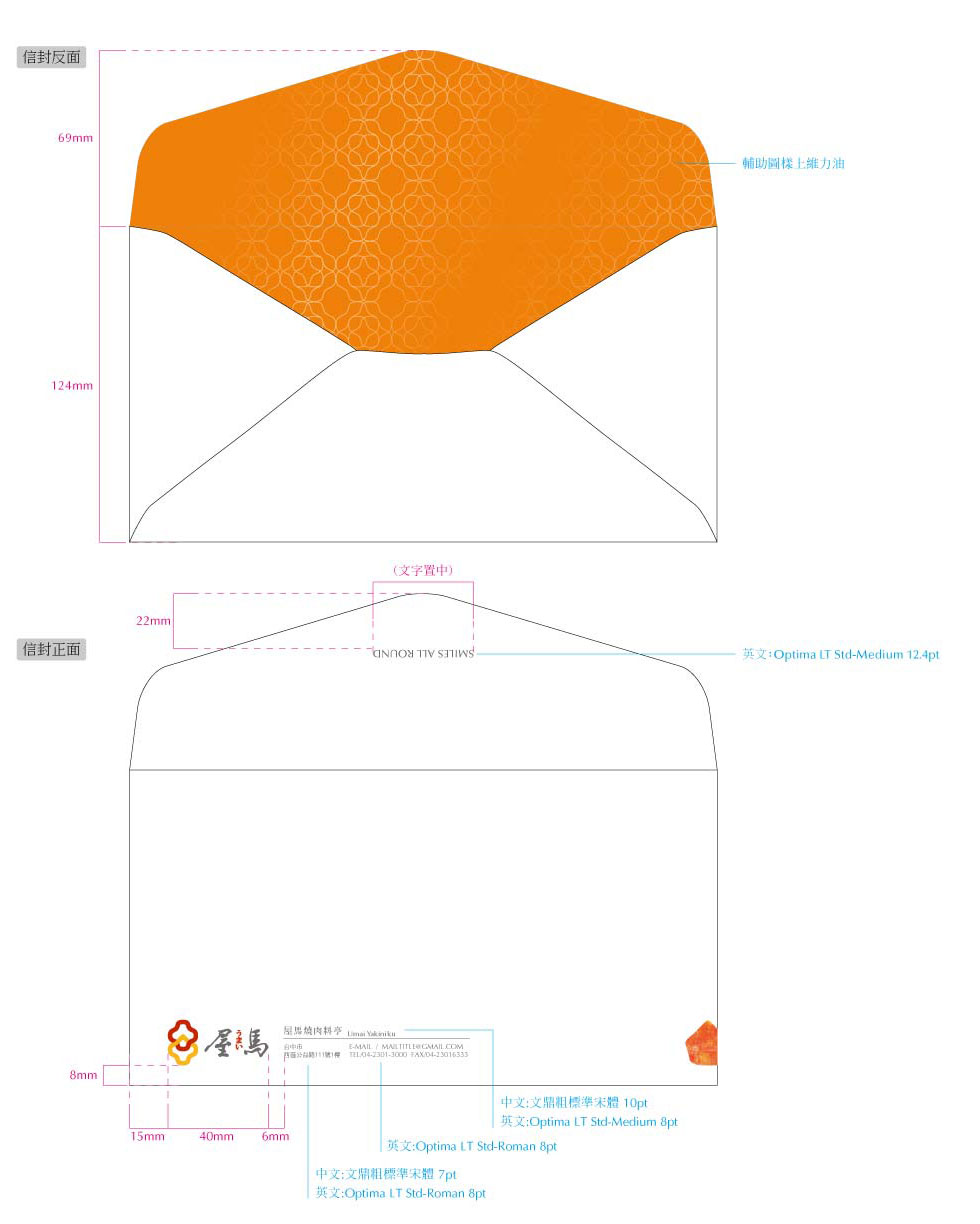 信封反面
69mm
輔助圖樣上維力油
124mm
（文字置中）
22mm
信封正面
SMILES ALL ROUND
英文:Optima LT Std-Medium 12.4pt
屋馬
うまい
屋馬燒肉料亭 Umai Yakiniku
台中市 E-MAIL / MAILTITLE@GMAIL.COM
西區公益路111號1樓 TEL/04-2301-3000 FAX/04-23016333
8mm
15mm 40mm 6mm
中文:文鼎粗標準宋體 10pt
英文:Optima LT Std-Medium 8pt
英文:Optima LT Std-Roman 8pt
中文:文鼎粗標準宋體 7pt
英文:Optima LT Std-Roman 8pt